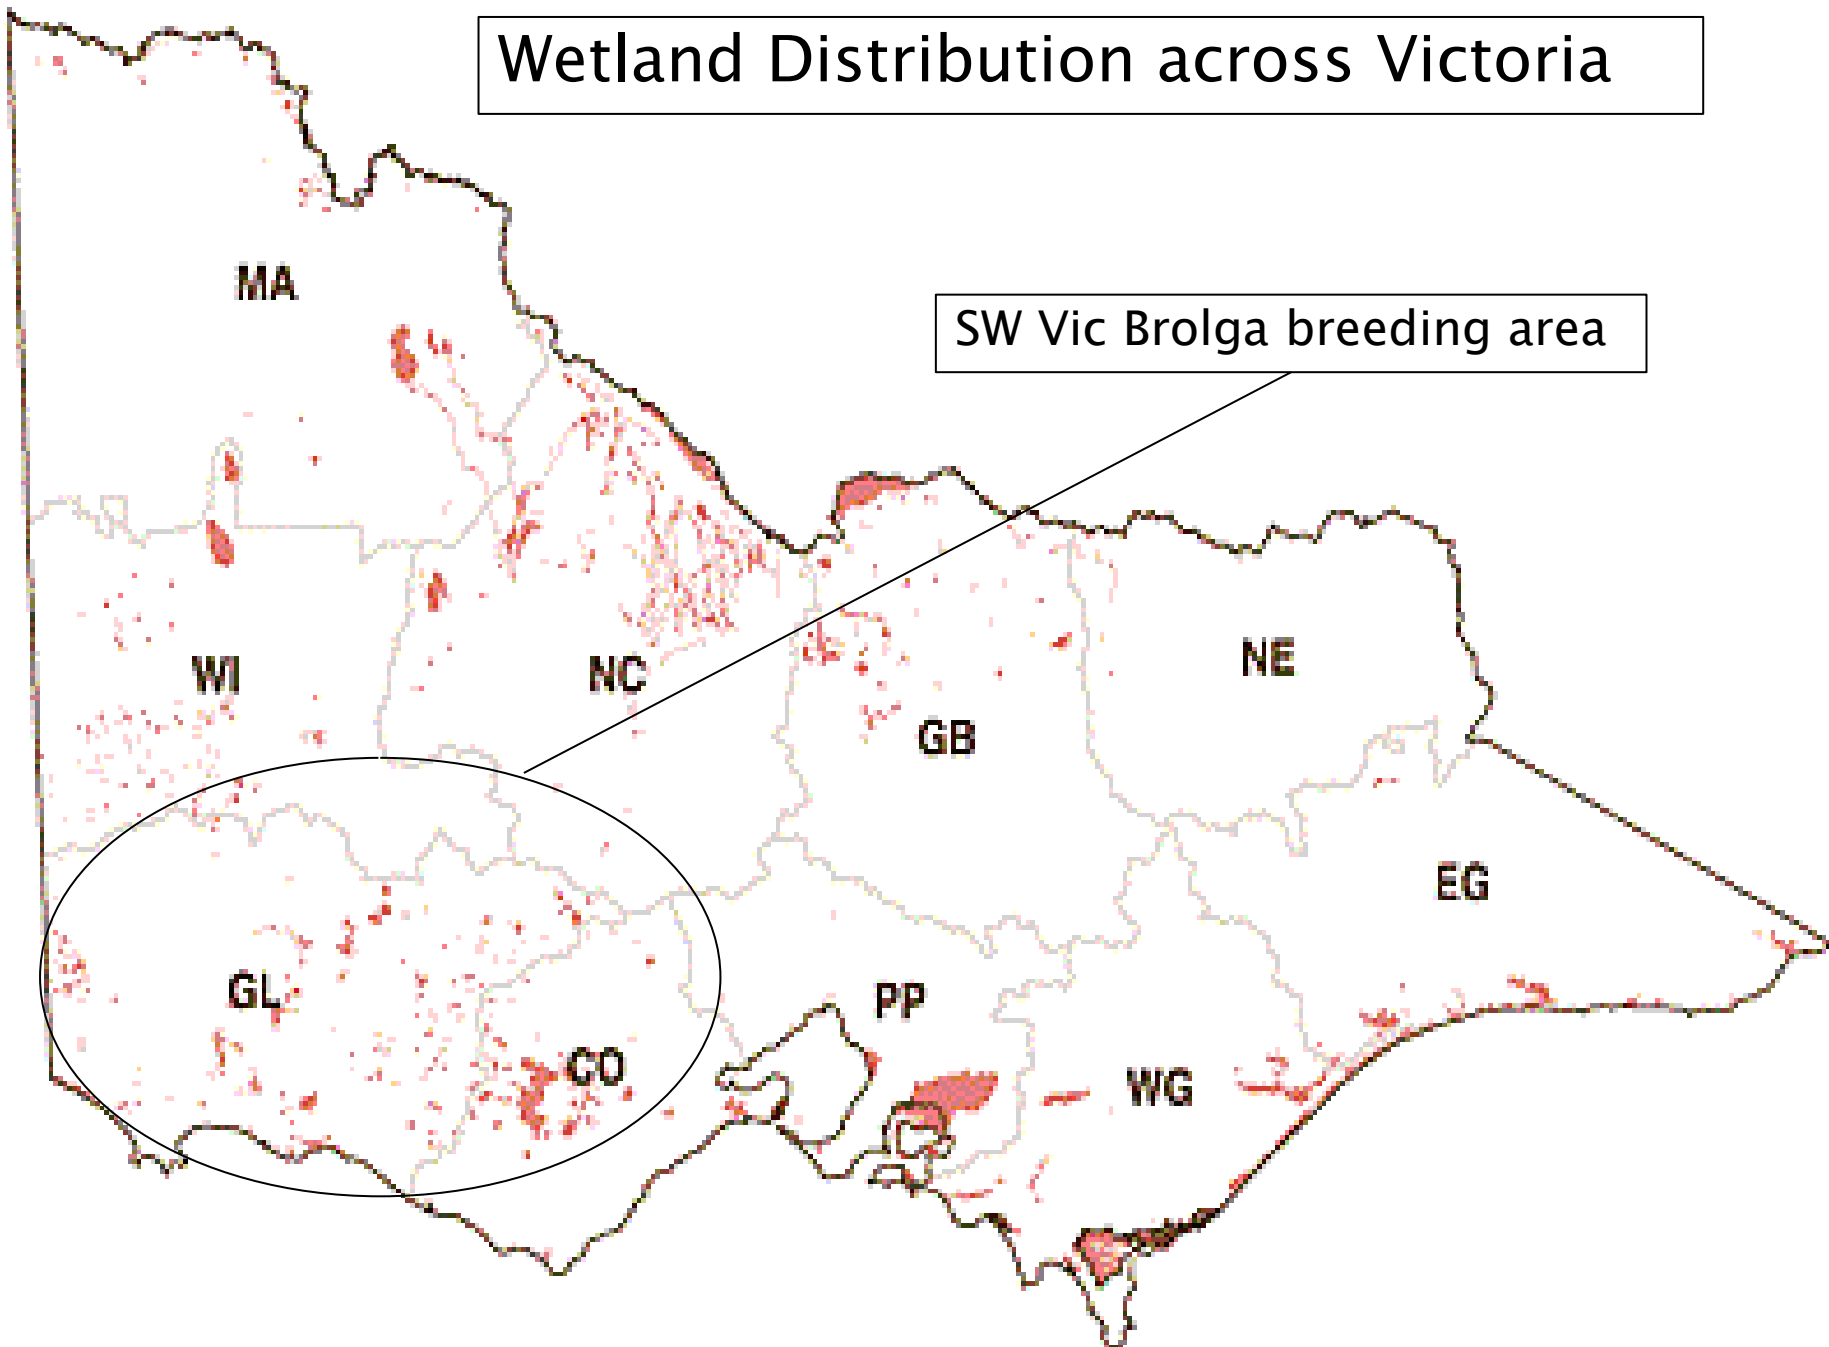 Wetland Distribution across Victoria
MA
SW Vic Brolga breeding area
WI
NC
NE
GB
EG
GL
PP
CO
WG